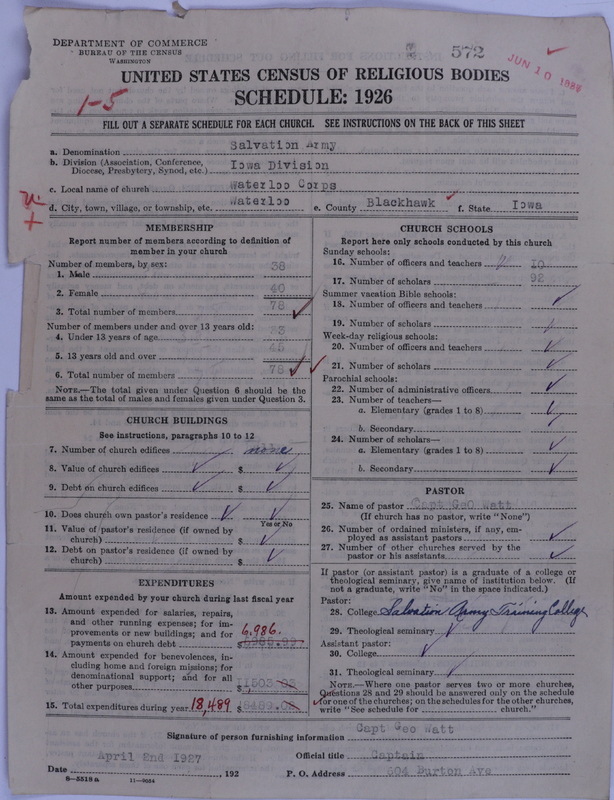 DEPARTMENT OF COMMERCE
BUREAU OF THE CENSUS
WASHINGTON
572
JUN 10
UNITED STATES CENSUS OF RELIGIOUS BODIES
SCHEDULE: 1926
1-5
FILL OUT A SEPARATE SCHEDULE FOR EACH CHURCH. SEE INSTRUCTIONS ON THE BACK OF THIS SHEET
a. Denomination Salvation Army
b. Division (Association, Conference, Diocese, Presbytery, Synod, etc.) Iowa Division
c. Local name of church Waterloo Corps
d. City, town, village, or township, etc. Waterloo e. County Blackhawk f. State Iowa
MEMBERSHIP
Report number of members according to definition of
member in your church
Number of members, by sex:
1. Male 38
2. Female 40
3. Total number of members 78
Number of members under and over 13 years old:
4. Under 13 years of age 33
5. 13 years old and over 45
6. Total number of members 78
NOTE.—The total given under Question 6 should be
same as the total of males and females given under Question 3.
CHURCH BUILDINGS
See instructions, paragraphs 10 to 12
7. Number of church edifices none
8. Value of church edifices $
9. Debt on church edifices $
10. Does church own pastor's residence
Yes or No
11. Value of pastor's residence (if owned by
church) $
12. Debt on pastor's residence (if owned by
church) $
EXPENDITURES
Amount expended by your church during last fiscal year
13. Amount expended for salaries, repairs,
and other running expenses; for im-
provements or new buildings; and for 6,986.
payments on church debt $
14. Amount expended for benevolences, in-
cluding home and foreign missions; for
denominational support; and for all
other purposes $ 11503
15. Total expenditures during year 18,489 $
CHURCH SCHOOLS
Report here only schools conducted by this church
Sunday schools:
16. Number of officers and teachers 10
17. Number of scholars 92
Summer vacation Bible schools:
18. Number of officers and teachers
19. Number of scholars
Week-day religious schools:
20. Number of officers and teachers
21. Number of scholars
Parochial schools:
22. Number of administrative officers
23. Number of teachers—
a. Elementary (grades 1 to 8)
b. Secondary
24. Number of scholars—
a. Elementary (grades 1 to 8)
b. Secondary
PASTOR
25. Name of pastor Capt Geo Watt
(If church has no pastor, write "None")
26. Number of ordained ministers, if any, em-
ployed as assistant pastors
27. Number of other churches served by the
pastor or his assistants
If pastor (or assistant pastor) is a graduate of a college or
theological seminary, give name of institution below. (If
not a graduate, write "No" in the space indicated.)
Pastor:
28. College Salvation Army Training College
29. Theological seminary
Assistant pastor:
30. College
31. Theological seminary
NOTE.—Where one pastor serves two or more churches,
Questions 28 and 29 should be answered only on the schedule
for one of the churches; on the schedules for the other churches,
write "See schedule for church."
Signature of person furnishing information Capt Geo Watt
April 2nd 1927 Official title Captain
Date 192 P. O. Address 304 Burton Ave
8-5518 a 11-9654